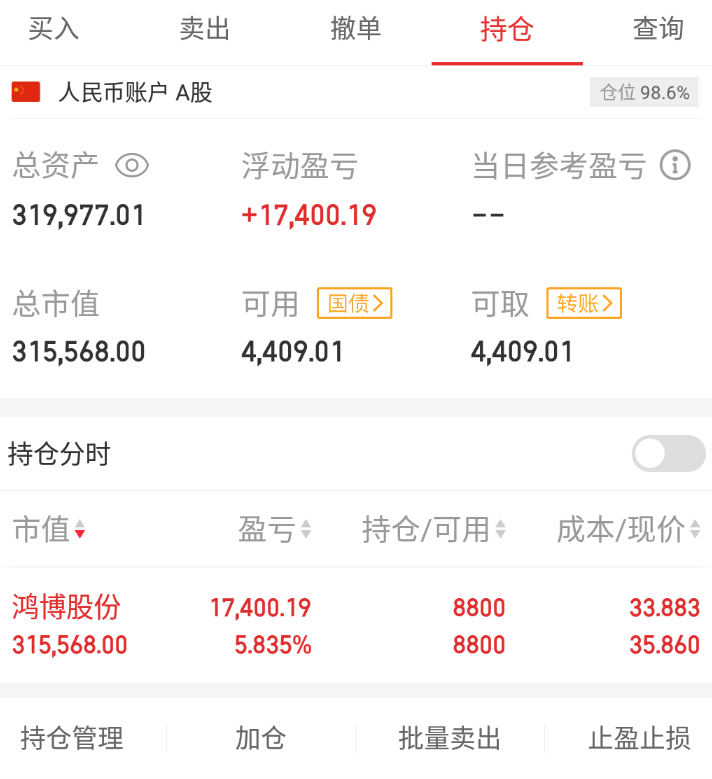 买入 卖出 撤单 持仓 查询
人民币账户 A股 仓位 98.6%
总资产 浮动盈亏 当日参考盈亏
319,977.01 +17,400.19 --
总市值 可用 国债 可取 转账
315,568.00 4,409.01 4,409.01
持仓分时
市值 盈亏 持仓/可用 成本/现价
鸿博股份 17,400.19 8800 33.883
315,568.00 5.835% 8800 35.860
持仓管理 加仓 批量卖出 止盈止损